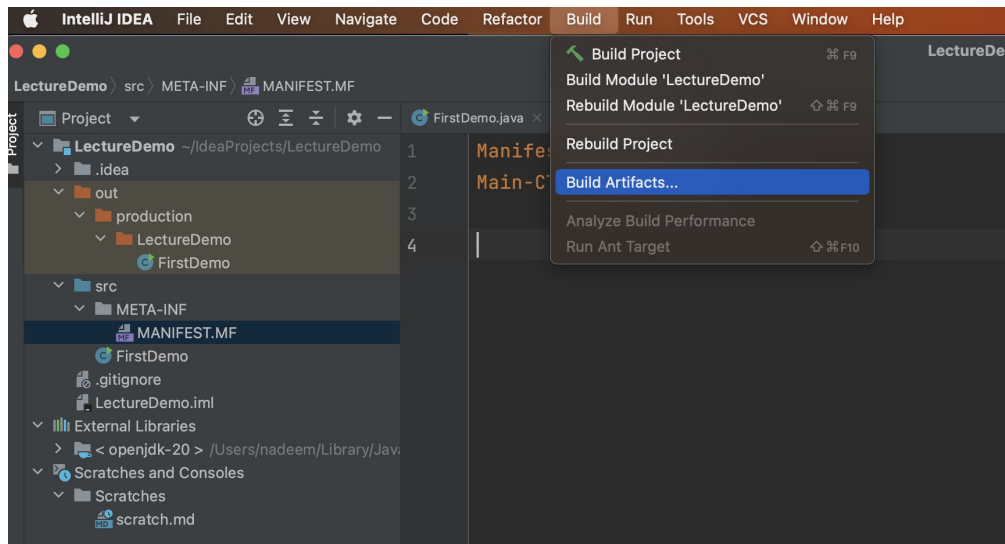 IntelliJ IDEA File Edit View Navigate Code Refactor Build Run Tools VCS Window Help
LectureDe
LectureDemo 〉 src 〉 META-INF 〉 MANIFEST.MF
Project
Project
FirstDemo.java ×
LectureDemo ~/IdeaProjects/LectureDemo
.idea
out
production
LectureDemo
FirstDemo
src
META-INF
MANIFEST.MF
FirstDemo
.gitignore
LectureDemo.iml
External Libraries
< openjdk-20 > /Users/nadeem/Library/Java
Scratches and Consoles
Scratches
scratch.md
1 Manifes
2 Main-C
3
4
Build Project ⌘ F9
Build Module 'LectureDemo'
Rebuild Module 'LectureDemo' ⇧⌘ F9
Rebuild Project
Build Artifacts...
Analyze Build Performance
Run Ant Target ⇧⌘F10